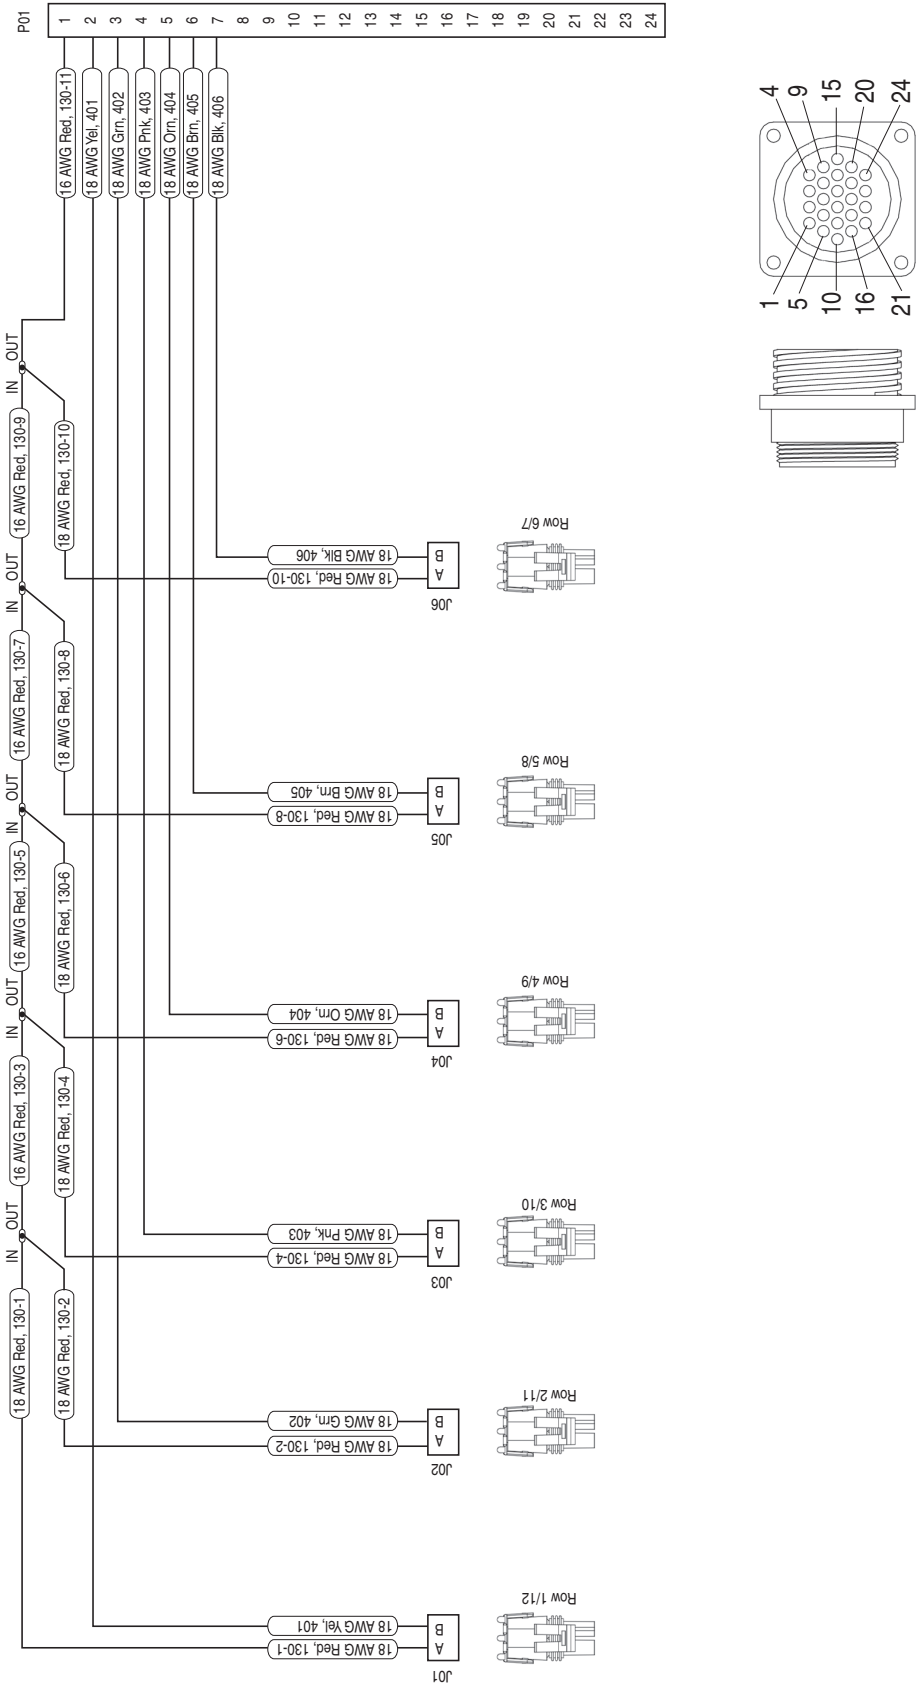 P01
1
2
3
4
5
6
7
8
9
10
11
12
13
14
15
16
17
18
19
20
21
22
23
24
16 AWG Red, 130-11
18 AWG Yel, 401
18 AWG Grn, 402
18 AWG Pnk, 403
18 AWG Orn, 404
18 AWG Brn, 405
18 AWG Blk, 406
IN
OUT
16 AWG Red, 130-9
18 AWG Red, 130-10
IN
OUT
16 AWG Red, 130-7
18 AWG Red, 130-8
IN
OUT
16 AWG Red, 130-5
18 AWG Red, 130-6
IN
OUT
16 AWG Red, 130-3
18 AWG Red, 130-4
IN
OUT
18 AWG Red, 130-1
18 AWG Red, 130-2
18 AWG Blk, 406
18 AWG Red, 130-10
B
A
J06
Row 6/7
18 AWG Brn, 405
18 AWG Red, 130-8
B
A
J05
Row 5/8
18 AWG Orn, 404
18 AWG Red, 130-6
B
A
J04
Row 4/9
18 AWG Pnk, 403
18 AWG Red, 130-4
B
A
J03
Row 3/10
18 AWG Grn, 402
18 AWG Red, 130-2
B
A
J02
Row 2/11
18 AWG Yel, 401
18 AWG Red, 130-1
B
A
J01
Row 1/12
4
9
15
20
24
1
5
10
16
21